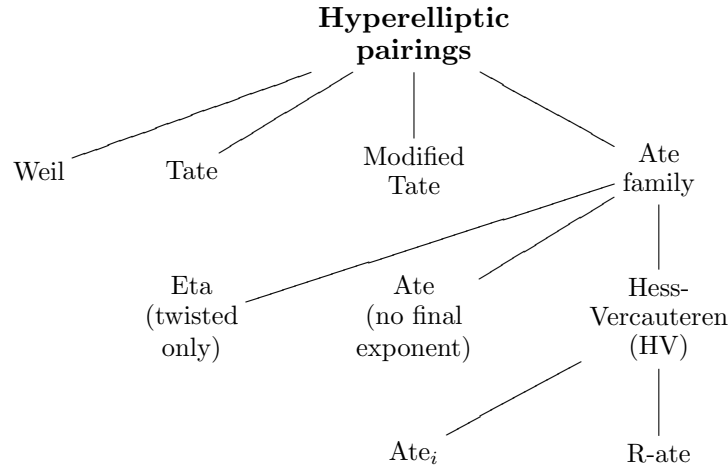 Hyperelliptic
pairings
Weil
Tate
Modified
Tate
Ate
family
Eta
(twisted
only)
Ate
(no final
exponent)
Hess-
Vercauteren
(HV)
Ateᵢ
R-ate